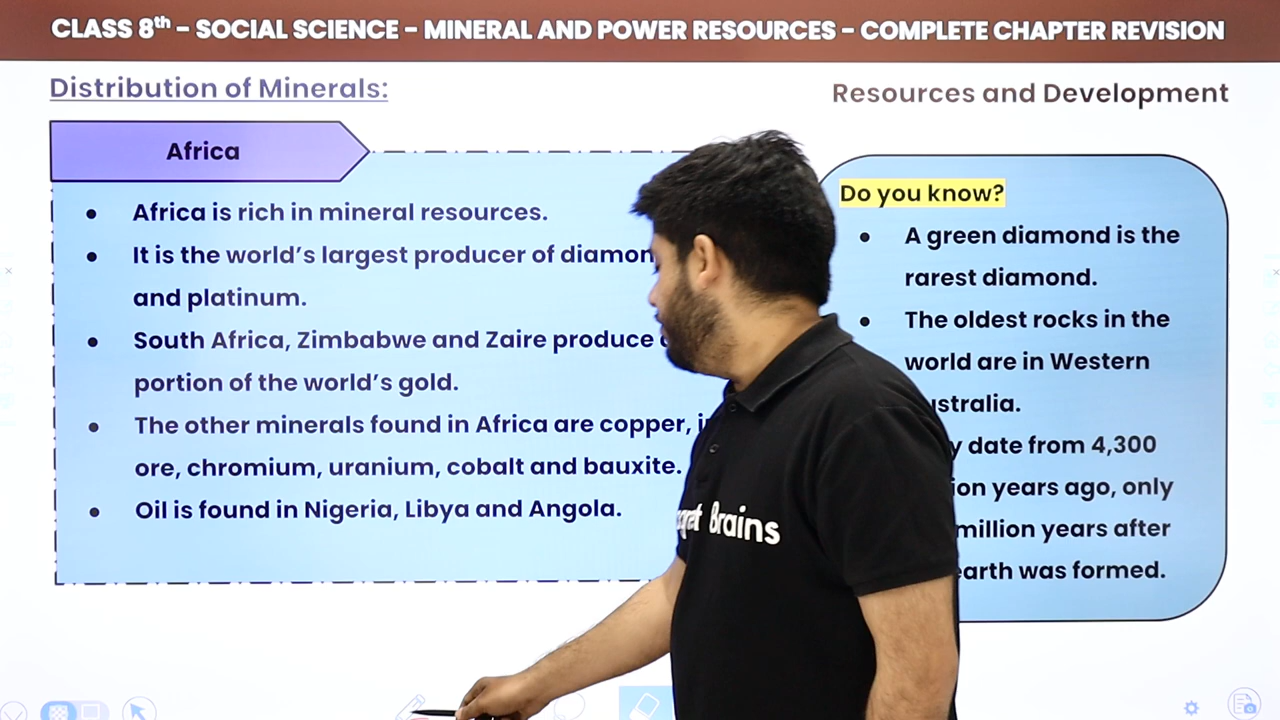 CLASS 8th - SOCIAL SCIENCE - MINERAL AND POWER RESOURCES - COMPLETE CHAPTER REVISION
Distribution of Minerals:
Resources and Development
Africa
● Africa is rich in mineral resources.
● It is the world's largest producer of
and platinum.
● South Africa, Zimbabwe and Zaire produce
portion of the world's gold.
● The other minerals found in Africa are copper,
ore, chromium, uranium, cobalt and bauxite.
● Oil is found in Nigeria, Libya and Angola.
Do you know?
● A green diamond is the
rarest diamond.
● The oldest rocks in the
world are in Western
date from 4,300
years ago, only
million years after
earth was formed.
Brains